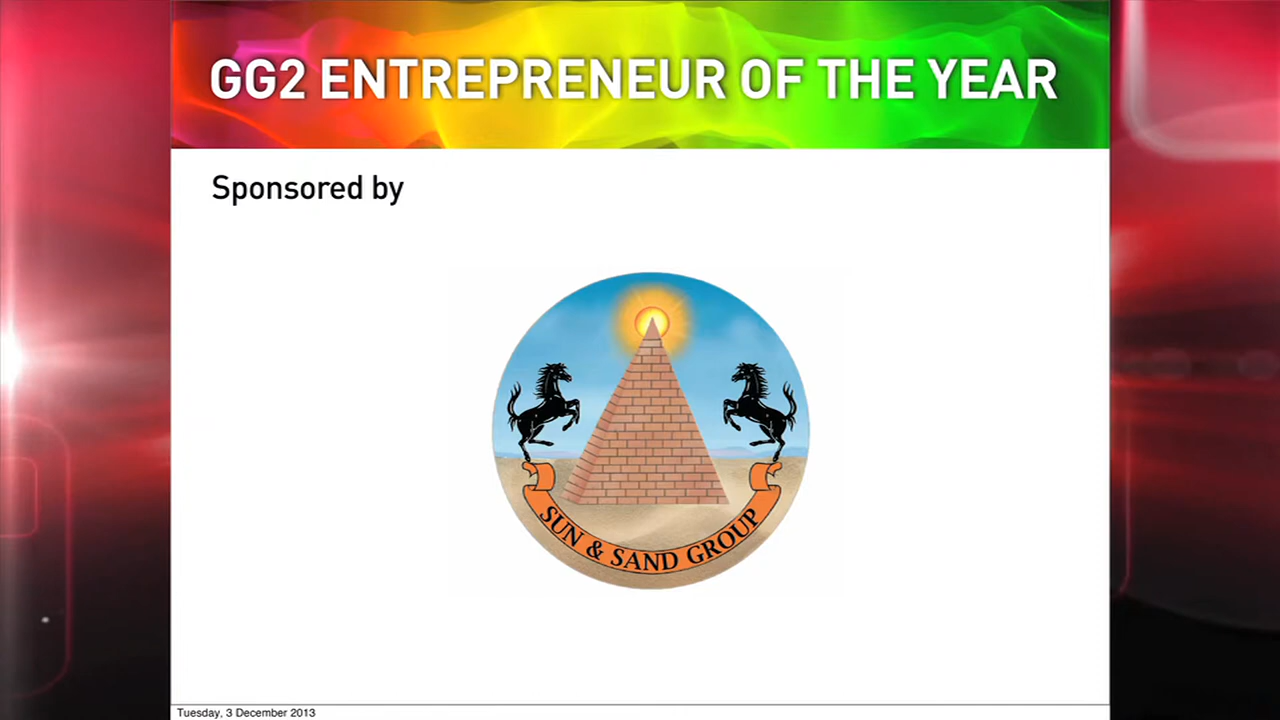 GG2 ENTREPRENEUR OF THE YEAR
Sponsored by
SUN & SAND GROUP
Tuesday, 3 December 2013